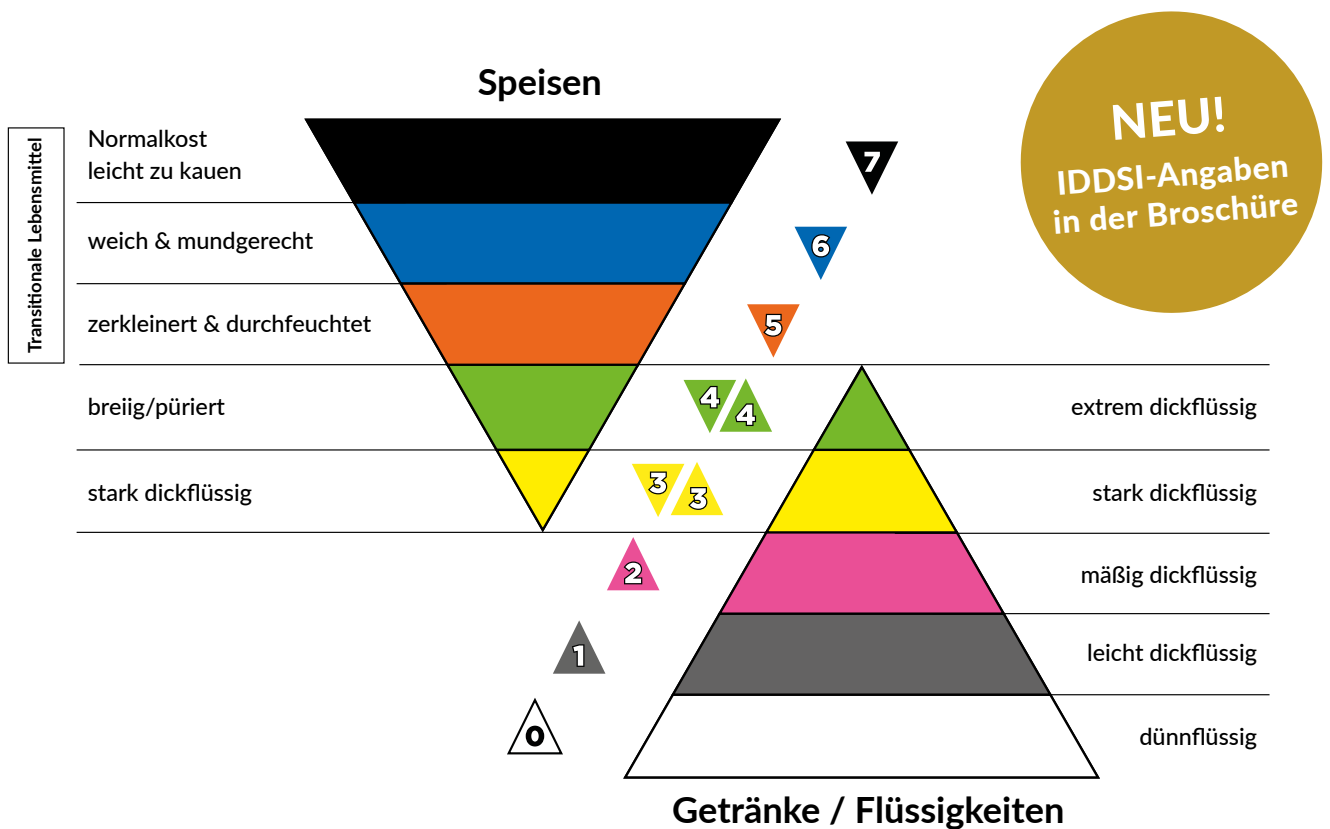 Speisen
NEU!
IDDSI-Angaben
in der Broschüre
Transitionale Lebensmittel
Normalkost
leicht zu kauen
7
weich & mundgerecht
6
zerkleinert & durchfeuchtet
5
breiig/püriert
4
4
extrem dickflüssig
stark dickflüssig
3
3
stark dickflüssig
2
mäßig dickflüssig
1
leicht dickflüssig
0
dünnflüssig
Getränke / Flüssigkeiten